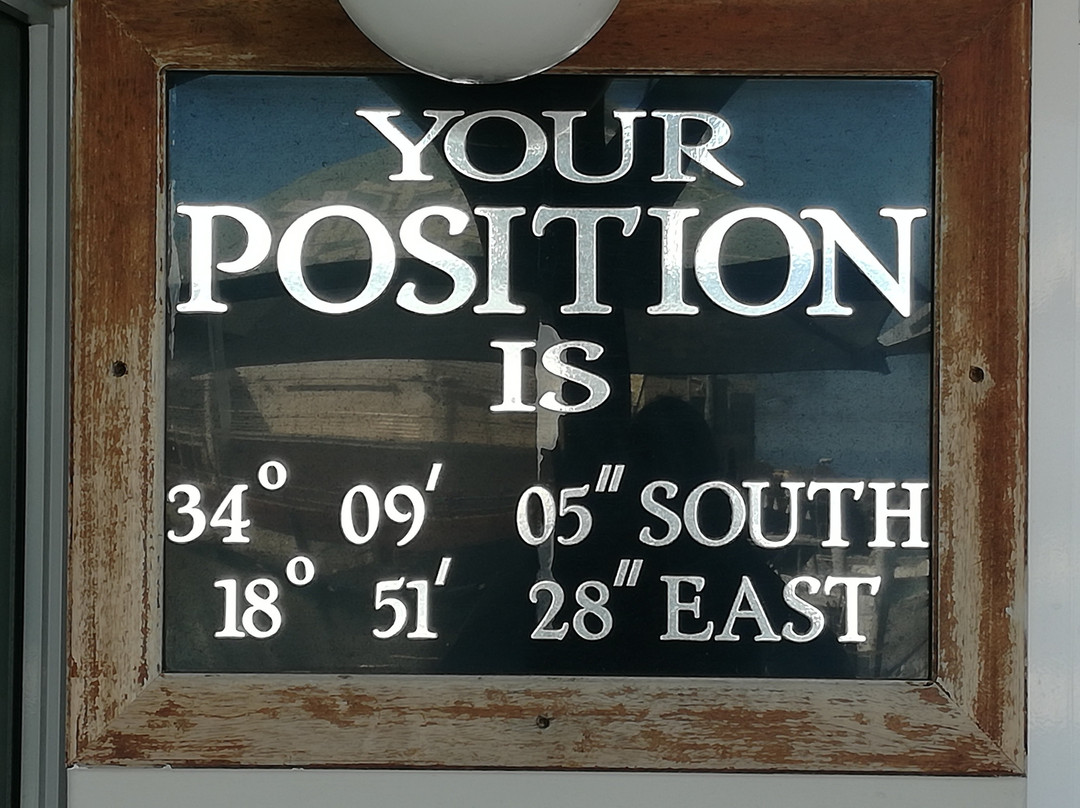 YOUR
POSITION
IS
34° 09′ 05″ SOUTH
18° 51′ 28″ EAST